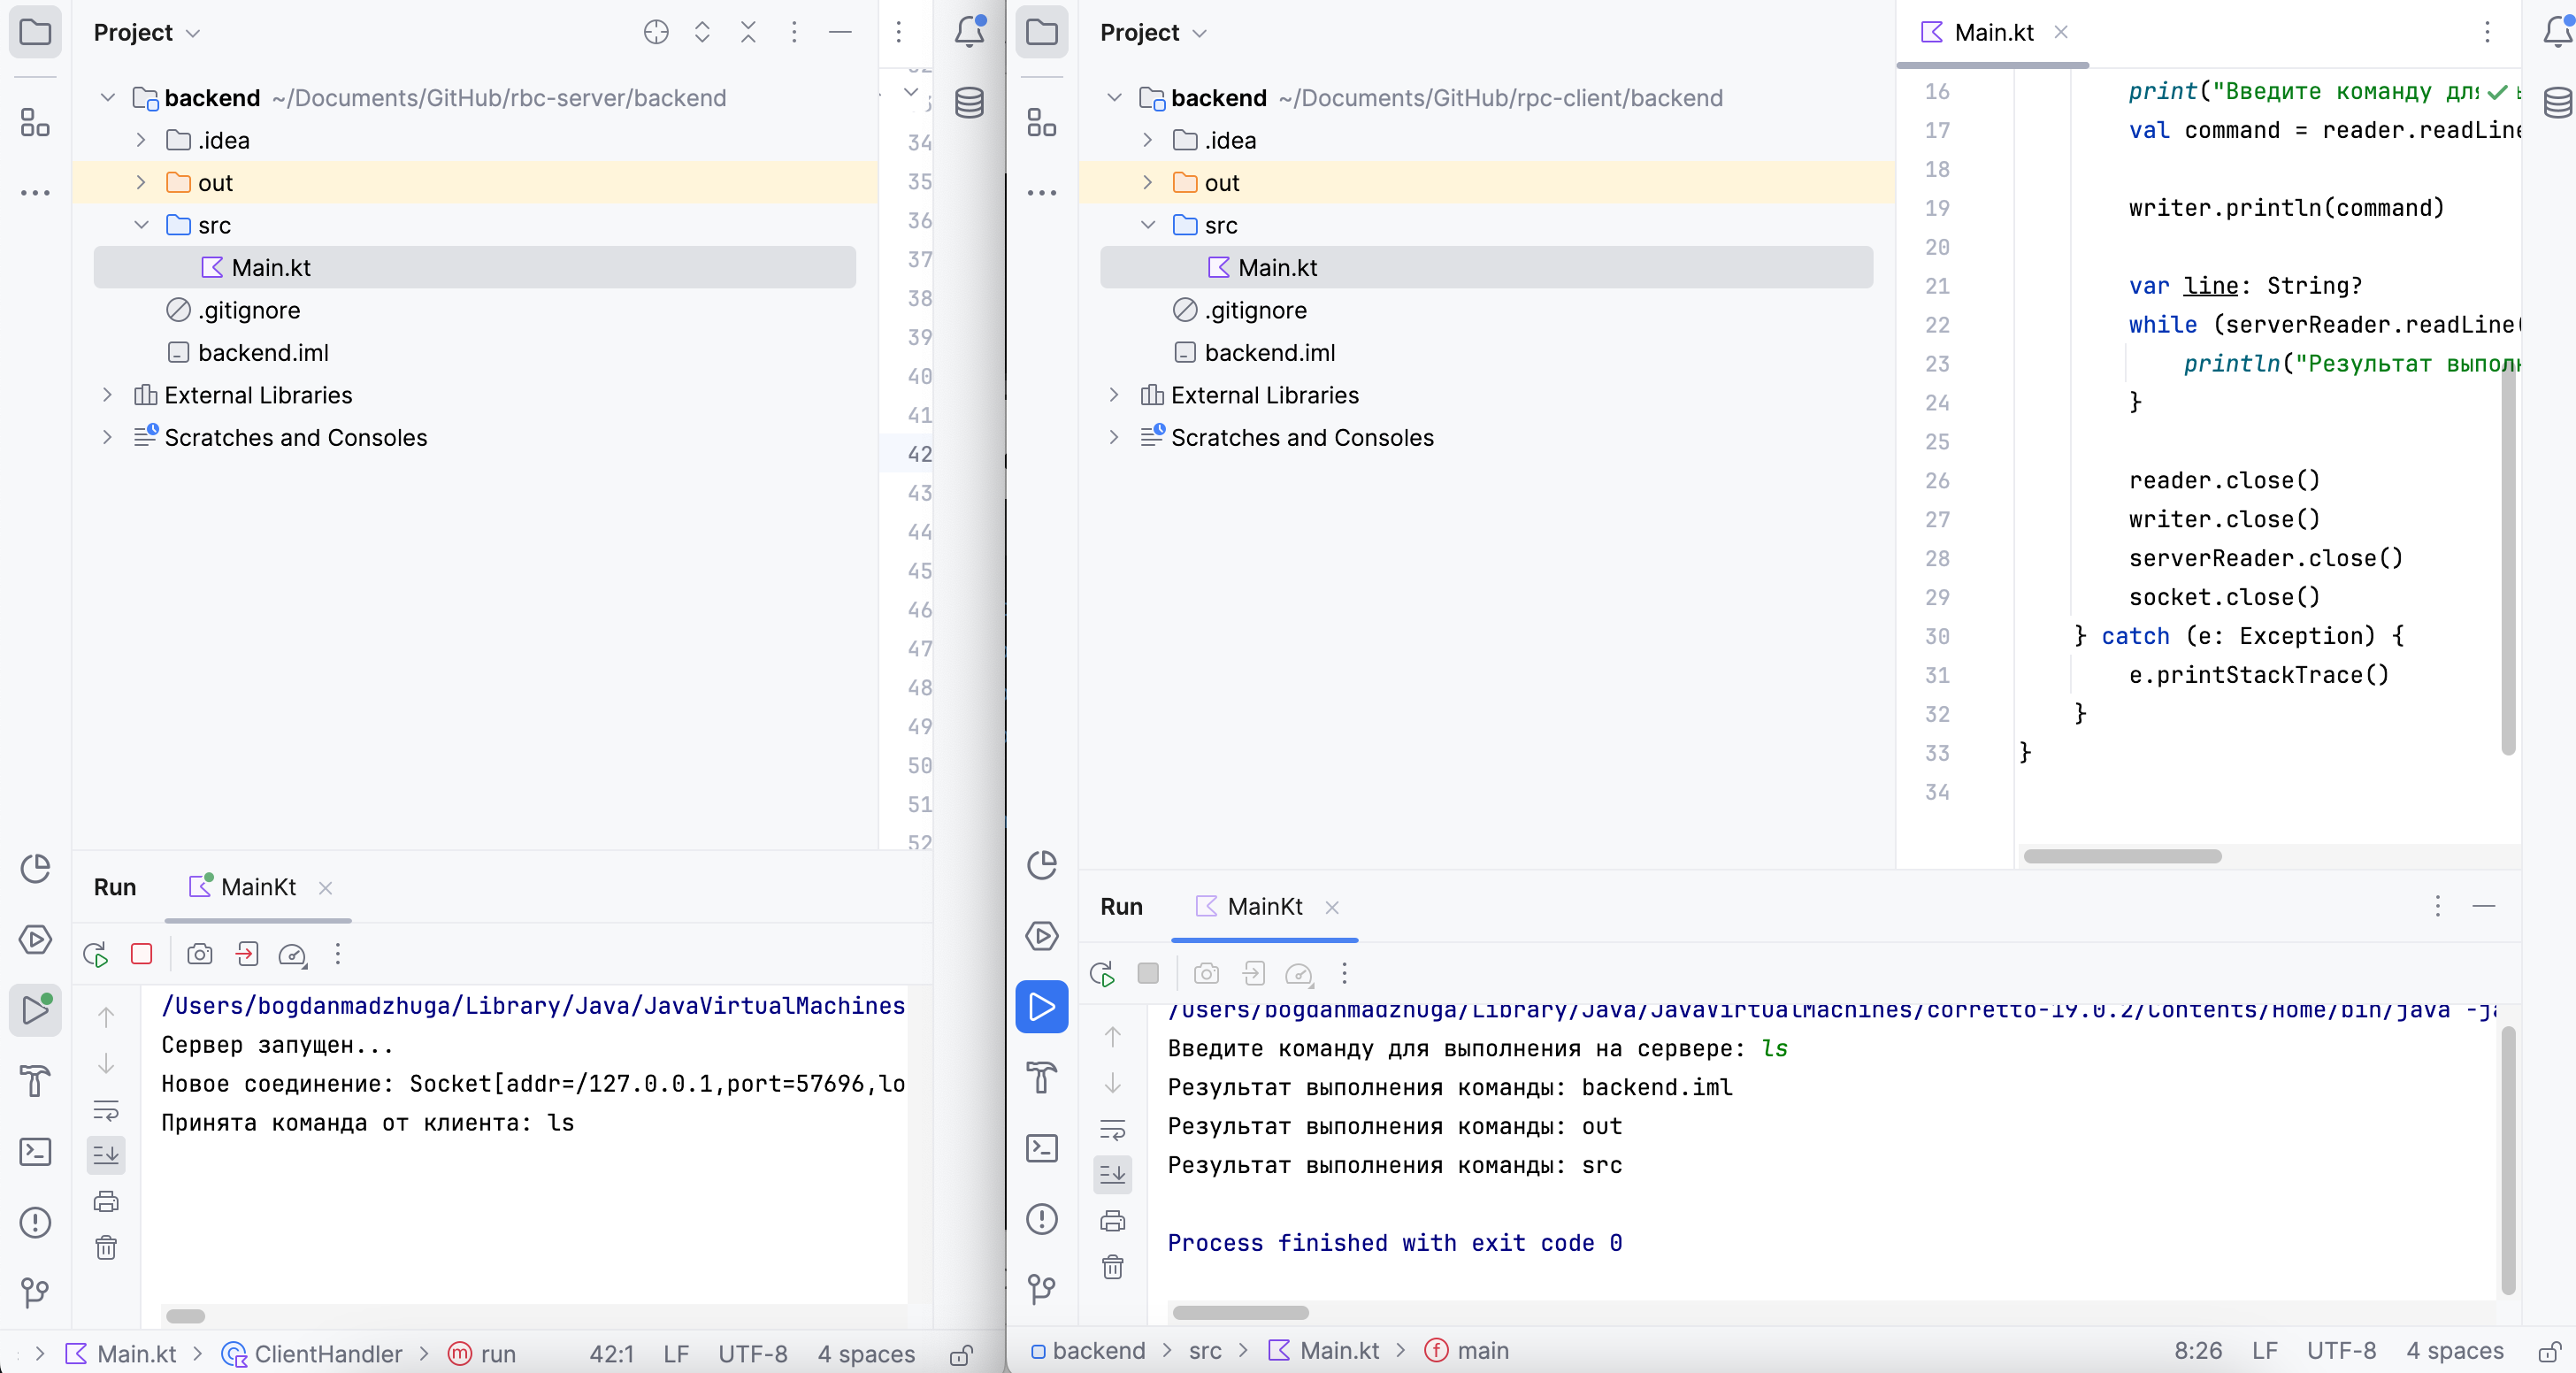 Project
backend ~/Documents/GitHub/rbc-server/backend
.idea
out
src
Main.kt
.gitignore
backend.iml
External Libraries
Scratches and Consoles
34
35
36
37
38
39
40
41
42
43
44
45
46
47
48
49
50
51
52
Run MainKt
/Users/bogdanmadzhuga/Library/Java/JavaVirtualMachines
Сервер запущен...
Новое соединение: Socket[addr=/127.0.0.1,port=57696,lo
Принята команда от клиента: ls
Main.kt ClientHandler run 42:1 LF UTF-8 4 spaces
Project
backend ~/Documents/GitHub/rpc-client/backend
.idea
out
src
Main.kt
.gitignore
backend.iml
External Libraries
Scratches and Consoles
Main.kt
16 print("Введите команду для
17 val command = reader.readLine
18
19 writer.println(command)
20
21 var line: String?
22 while (serverReader.readLine(
23 println("Результат выполн
24 }
25
26 reader.close()
27 writer.close()
28 serverReader.close()
29 socket.close()
30 } catch (e: Exception) {
31 e.printStackTrace()
32 }
33 }
34
Run MainKt
/Users/bogdanmadzhuga/Library/Java/JavaVirtualMachines/corretto-19.0.2/Contents/Home/bin/java -ja
Введите команду для выполнения на сервере: ls
Результат выполнения команды: backend.iml
Результат выполнения команды: out
Результат выполнения команды: src
Process finished with exit code 0
backend src Main.kt main 8:26 LF UTF-8 4 spaces